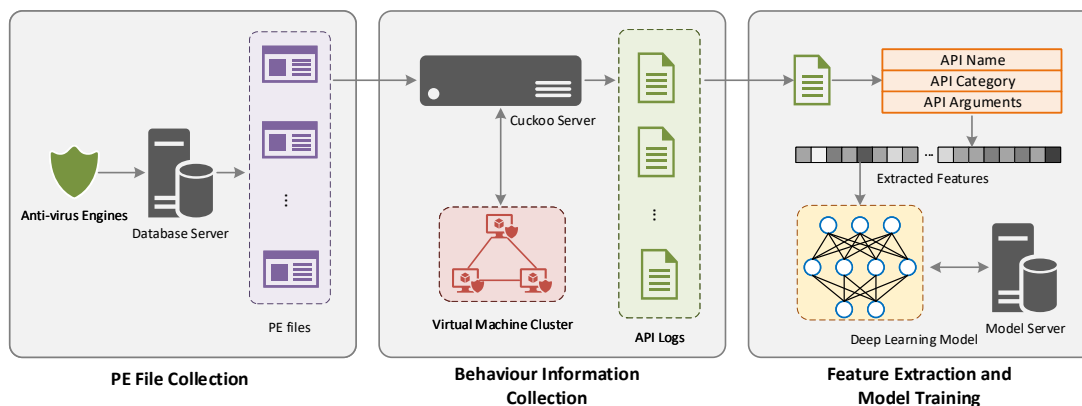 Anti-virus Engines
Database Server
...
PE files
PE File Collection
Cuckoo Server
Virtual Machine Cluster
...
API Logs
Behaviour Information
Collection
API Name
API Category
API Arguments
...
Extracted Features
Deep Learning Model
Model Server
Feature Extraction and
Model Training